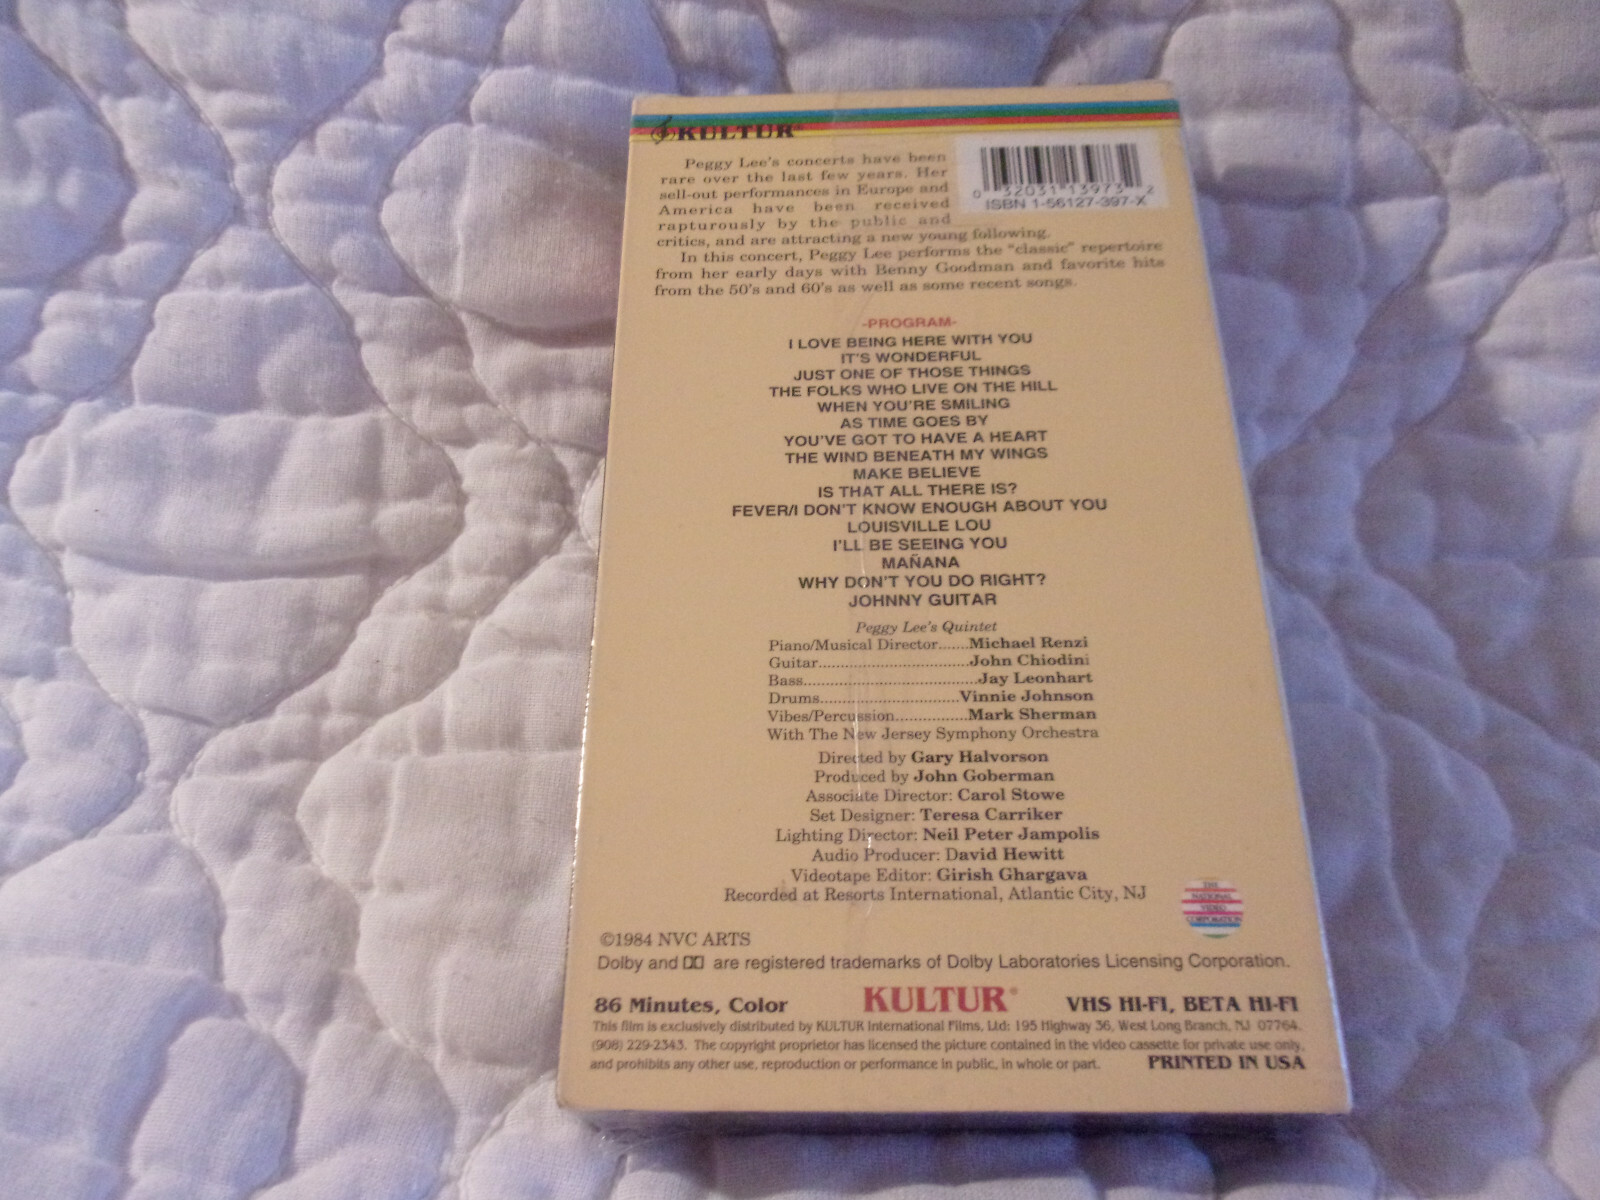 KULTUR®
Peggy Lee's concerts have been
rare over the last few years. Her
sell-out performances in Europe and
America have been received
rapturously by the public and
critics, and are attracting a new young following.
In this concert, Peggy Lee performs the "classic" repertoire
from her early days with Benny Goodman and favorite hits
from the 50's and 60's as well as some recent songs.
0 32031 13973 2
ISBN 1-56127-397-X
-PROGRAM-
I LOVE BEING HERE WITH YOU
IT'S WONDERFUL
JUST ONE OF THOSE THINGS
THE FOLKS WHO LIVE ON THE HILL
WHEN YOU'RE SMILING
AS TIME GOES BY
YOU'VE GOT TO HAVE A HEART
THE WIND BENEATH MY WINGS
MAKE BELIEVE
IS THAT ALL THERE IS?
FEVER/I DON'T KNOW ENOUGH ABOUT YOU
LOUISVILLE LOU
I'LL BE SEEING YOU
MAÑANA
WHY DON'T YOU DO RIGHT?
JOHNNY GUITAR
Peggy Lee's Quintet
Piano/Musical Director.......Michael Renzi
Guitar...................................John Chiodini
Bass........................................Jay Leonhart
Drums................................Vinnie Johnson
Vibes/Percussion.................Mark Sherman
With The New Jersey Symphony Orchestra
Directed by Gary Halvorson
Produced by John Goberman
Associate Director: Carol Stowe
Set Designer: Teresa Carriker
Lighting Director: Neil Peter Jampolis
Audio Producer: David Hewitt
Videotape Editor: Girish Ghargava
Recorded at Resorts International, Atlantic City, NJ
THE
NATIONAL
VIDEO
CORPORATION
©1984 NVC ARTS
Dolby and are registered trademarks of Dolby Laboratories Licensing Corporation.
86 Minutes, Color KULTUR® VHS HI-FI, BETA HI-FI
This film is exclusively distributed by KULTUR International Films, Ltd: 195 Highway 36, West Long Branch, NJ 07764.
(908) 229-2343. The copyright proprietor has licensed the picture contained in the video cassette for private use only,
and prohibits any other use, reproduction or performance in public, in whole or part. PRINTED IN USA